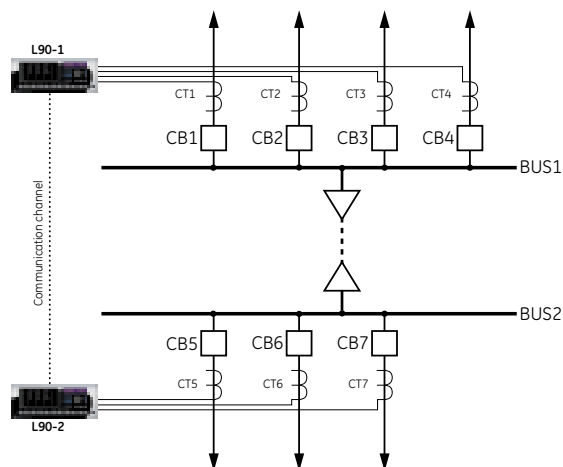 L90-1
CT1
CT2
CT3
CT4
CB1
CB2
CB3
CB4
BUS1
Communication channel
BUS2
CB5
CB6
CB7
CT5
CT6
CT7
L90-2